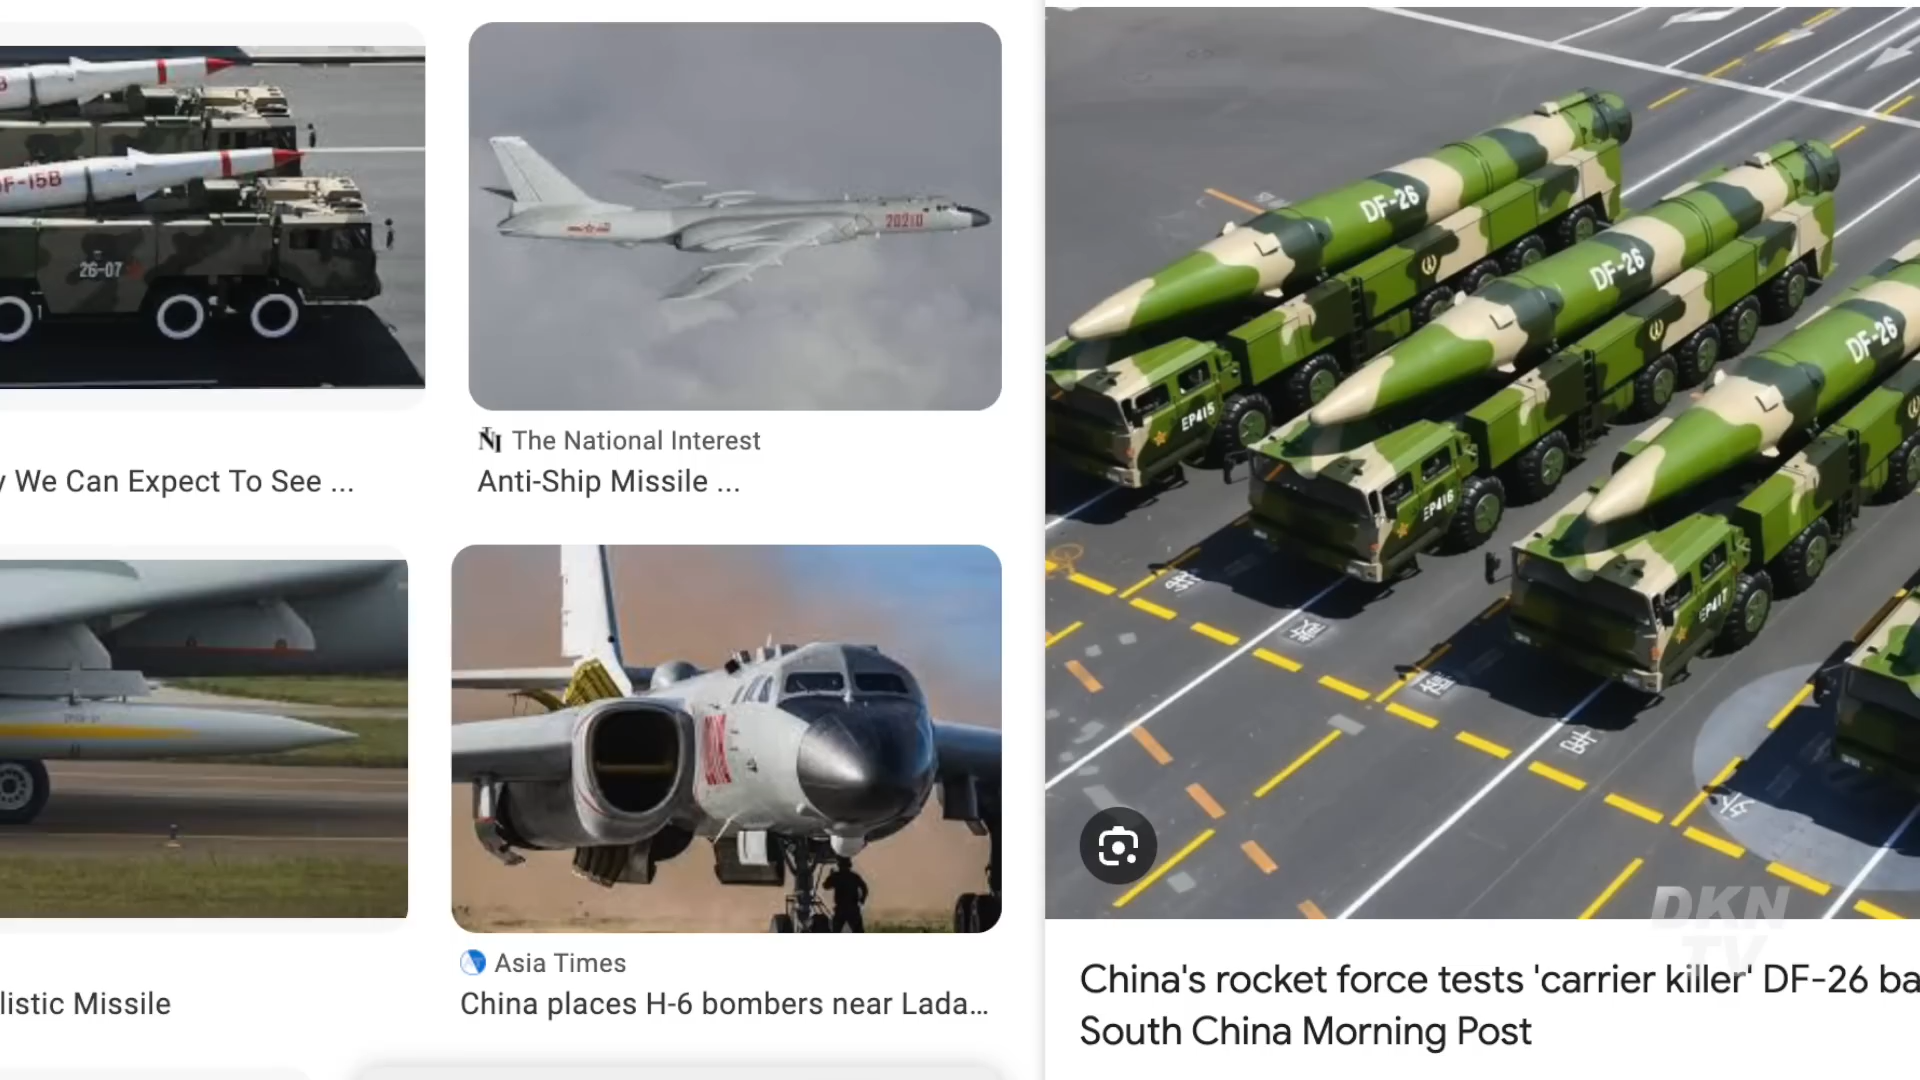 F-15B
26-07
y We Can Expect To See ...
20210
The National Interest
Anti-Ship Missile ...
listic Missile
Asia Times
China places H-6 bombers near Lada...
DF-26
DF-26
DF-26
EP415
EP416
EP417
DKN
TV
China's rocket force tests 'carrier killer' DF-26 ba
South China Morning Post